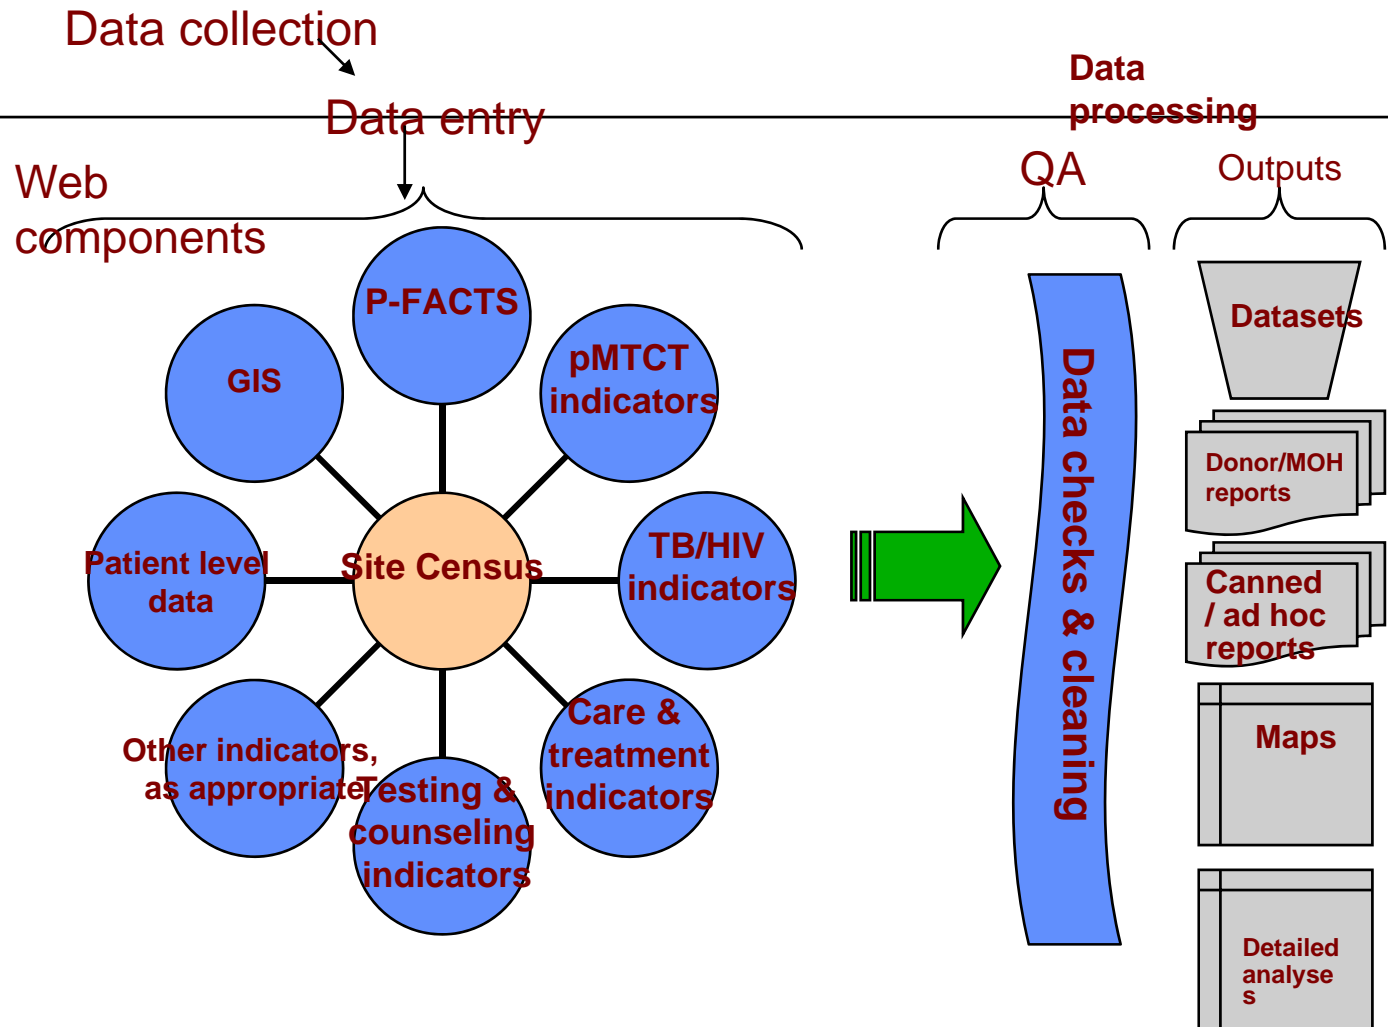 Data collection
Data entry
Data
processing
Web
components
QA
Outputs
P-FACTS
GIS
pMTCT
indicators
Patient level
data
Site Census
TB/HIV
indicators
Other indicators,
as appropriate
Testing &
counseling
indicators
Care &
treatment
indicators
Data checks & cleaning
Datasets
Donor/MOH
reports
Canned
/ ad hoc
reports
Maps
Detailed
analyse
s